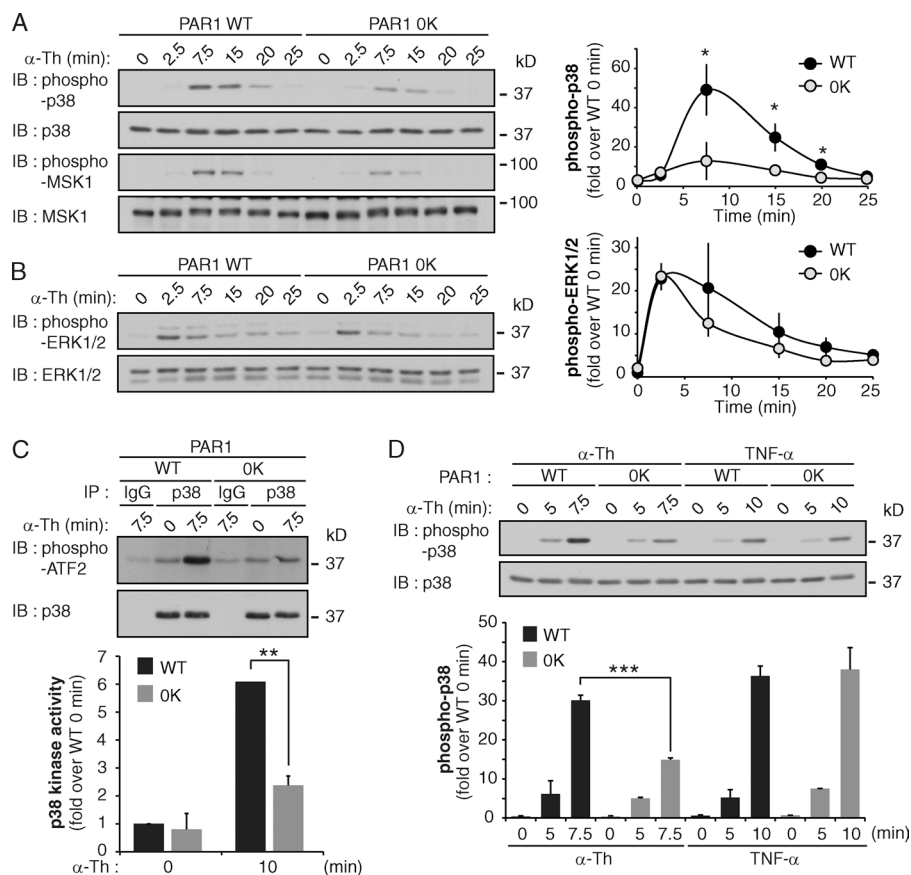 A
PAR1 WT PAR1 0K
α-Th (min): 0 2.5 7.5 15 20 25 0 2.5 7.5 15 20 25 kD
IB : phospho
-p38
37
IB : p38
37
IB : phospho
-MSK1
100
IB : MSK1
100
phospho-p38
(fold over WT 0 min)
60
40
20
0
* * *
WT
0K
0 5 10 15 20 25
Time (min)
B
PAR1 WT PAR1 0K
α-Th (min): 0 2.5 7.5 15 20 25 0 2.5 7.5 15 20 25 kD
IB : phospho
-ERK1/2
37
IB : ERK1/2
37
phospho-ERK1/2
(fold over WT 0 min)
30
20
10
0
WT
0K
0 5 10 15 20 25
Time (min)
C
PAR1
WT 0K
IP : IgG p38 IgG p38
α-Th (min): 7.5 0 7.5 7.5 0 7.5 kD
IB : phospho
-ATF2
37
IB : p38
37
p38 kinase activity
(fold over WT 0 min)
7
6
5
4
3
2
1
0
WT
0K
**
α-Th : 0 10 (min)
D
α-Th TNF-α
PAR1 : WT 0K WT 0K
α-Th (min): 0 5 7.5 0 5 7.5 0 5 10 0 5 10 kD
IB : phospho
-p38
37
IB : p38
37
phospho-p38
(fold over WT 0 min)
50
40
30
20
10
0
WT
0K
***
0 5 7.5 0 5 7.5 0 5 10 0 5 10 (min)
α-Th TNF-α